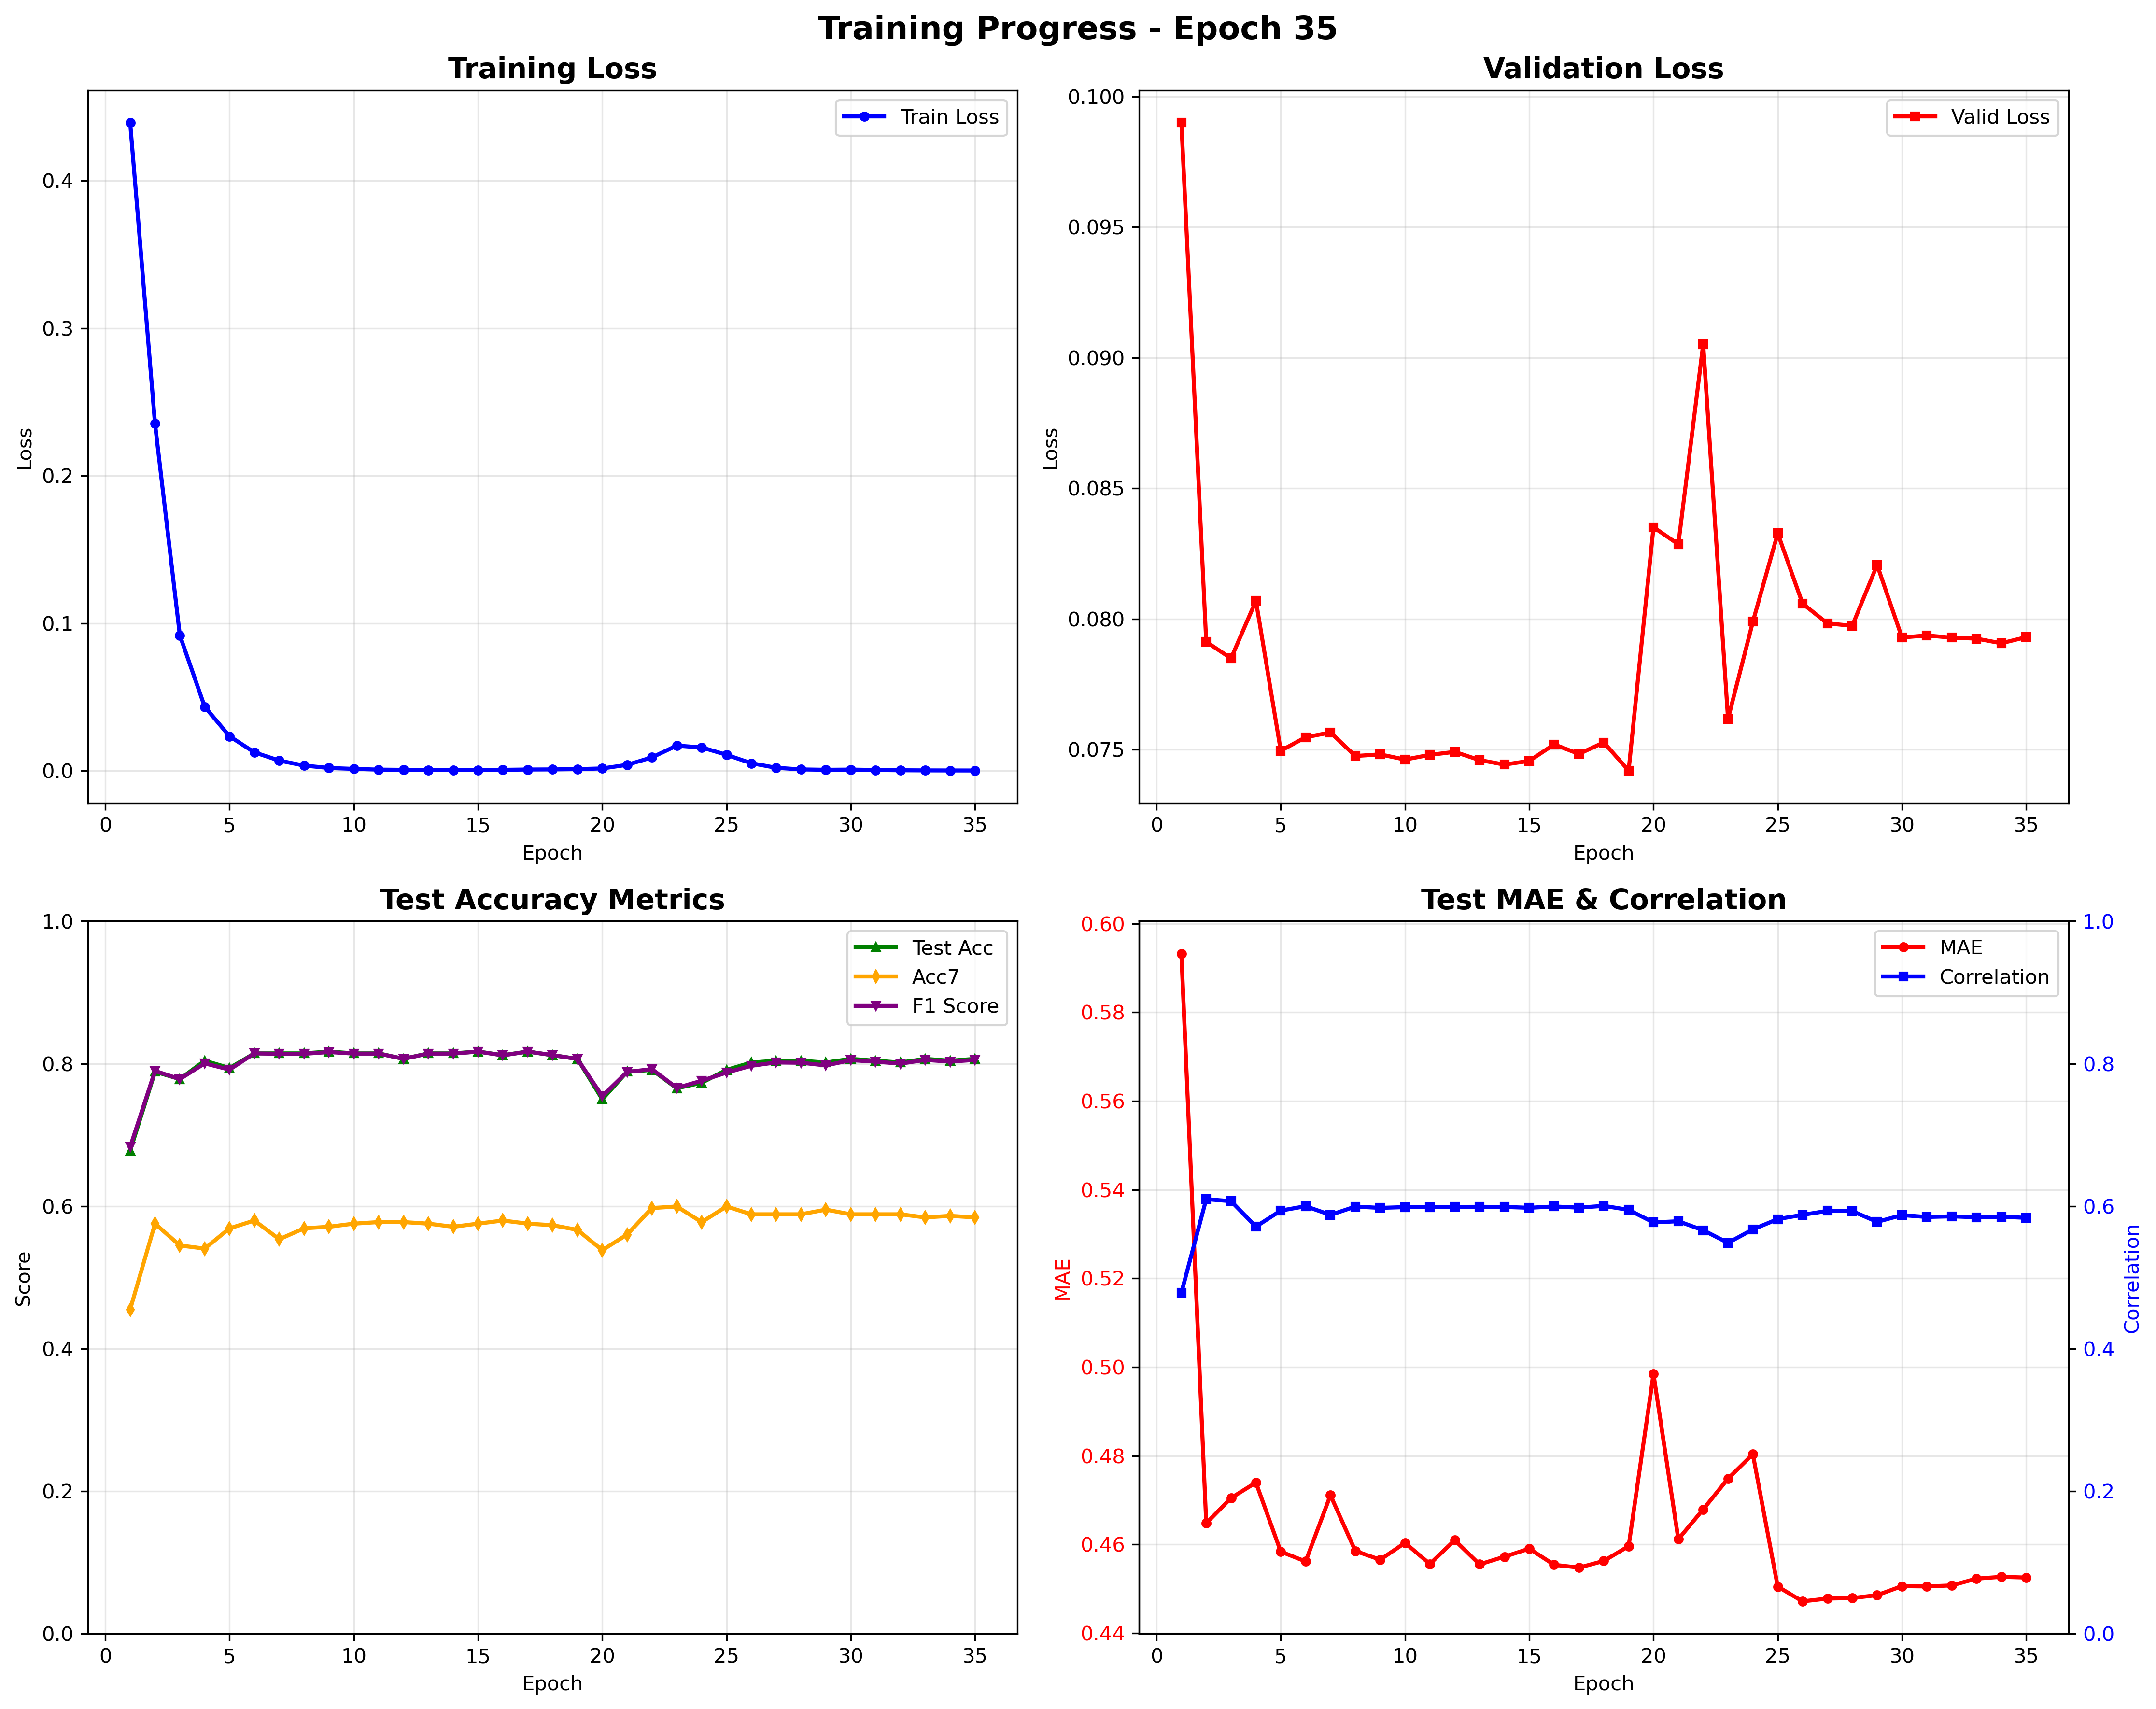 Training Progress - Epoch 35
Training Loss
Train Loss
0.4
0.3
0.2
0.1
0.0
Loss
0 5 10 15 20 25 30 35
Epoch
Validation Loss
Valid Loss
0.100
0.095
0.090
0.085
0.080
0.075
Loss
0 5 10 15 20 25 30 35
Epoch
Test Accuracy Metrics
Test Acc
Acc7
F1 Score
1.0
0.8
0.6
0.4
0.2
0.0
Score
0 5 10 15 20 25 30 35
Epoch
Test MAE & Correlation
MAE
Correlation
0.60
0.58
0.56
0.54
0.52
0.50
0.48
0.46
0.44
MAE
1.0
0.8
0.6
0.4
0.2
0.0
Correlation
0 5 10 15 20 25 30 35
Epoch